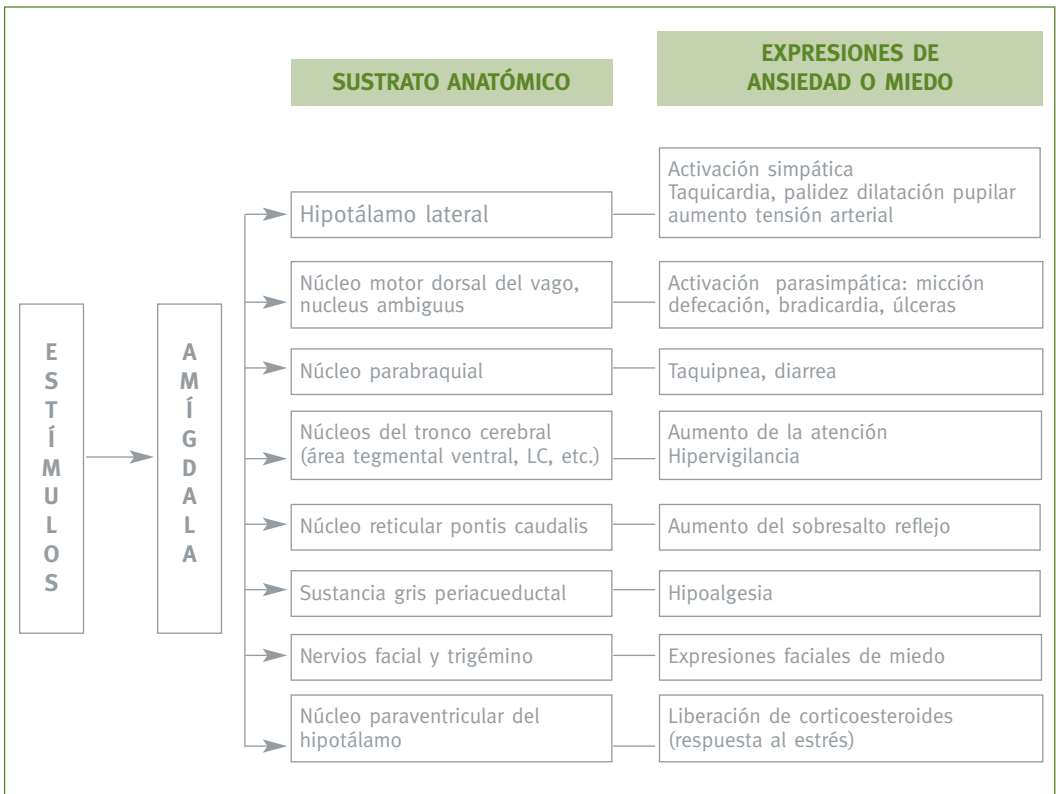 SUSTRATO ANATÓMICO
EXPRESIONES DE
ANSIEDAD O MIEDO
ESTÍMULOS
AMÍGDALA
Hipotálamo lateral
Activación simpática
Taquicardia, palidez dilatación pupilar
aumento tensión arterial
Núcleo motor dorsal del vago,
nucleus ambiguus
Activación parasimpática: micción
defecación, bradicardia, úlceras
Núcleo parabraquial
Taquipnea, diarrea
Núcleos del tronco cerebral
(área tegmental ventral, LC, etc.)
Aumento de la atención
Hipervigilancia
Núcleo reticular pontis caudalis
Aumento del sobresalto reflejo
Sustancia gris periacueductal
Hipoalgesia
Nervios facial y trigémino
Expresiones faciales de miedo
Núcleo paraventricular del
hipotálamo
Liberación de corticoesteroides
(respuesta al estrés)